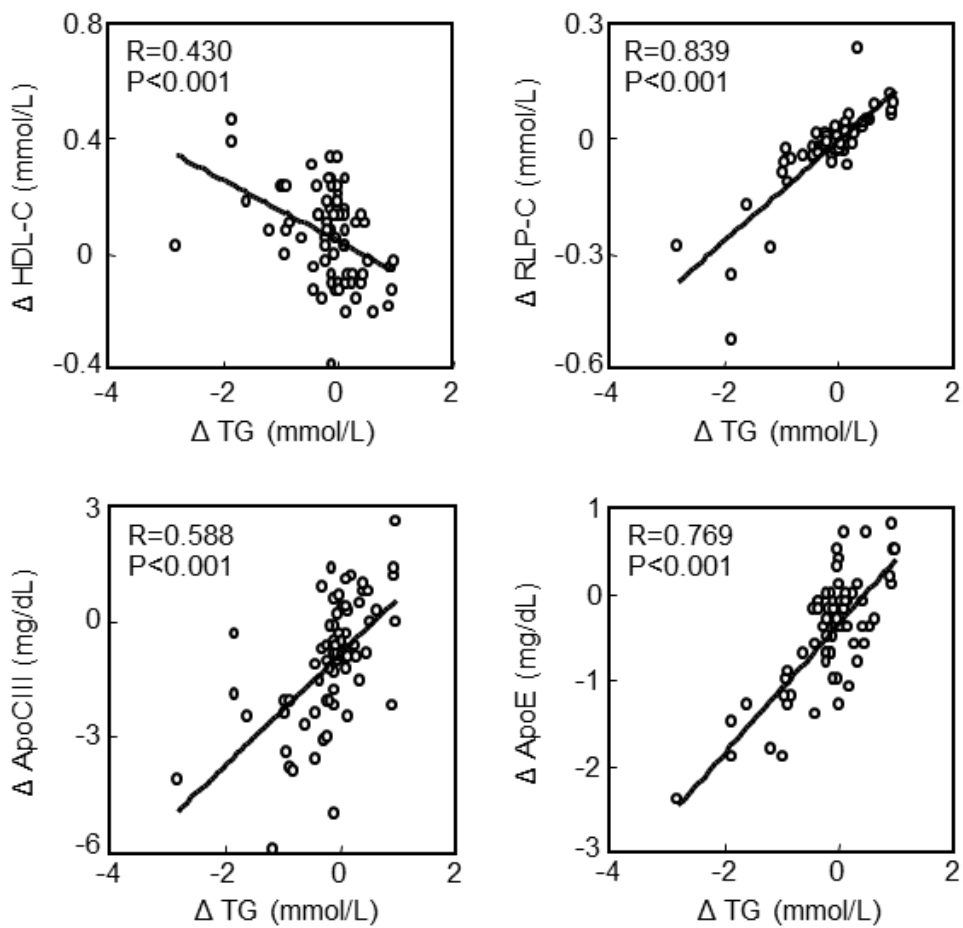 0.8
0.4
0
-0.4
Δ HDL-C (mmol/L)
R=0.430
P<0.001
-4
-2
0
2
Δ TG (mmol/L)
0.3
0
-0.3
-0.6
Δ RLP-C (mmol/L)
R=0.839
P<0.001
-4
-2
0
2
Δ TG (mmol/L)
3
0
-3
-6
Δ ApoCIII (mg/dL)
R=0.588
P<0.001
-4
-2
0
2
Δ TG (mmol/L)
1
0
-1
-2
-3
Δ ApoE (mg/dL)
R=0.769
P<0.001
-4
-2
0
2
Δ TG (mmol/L)